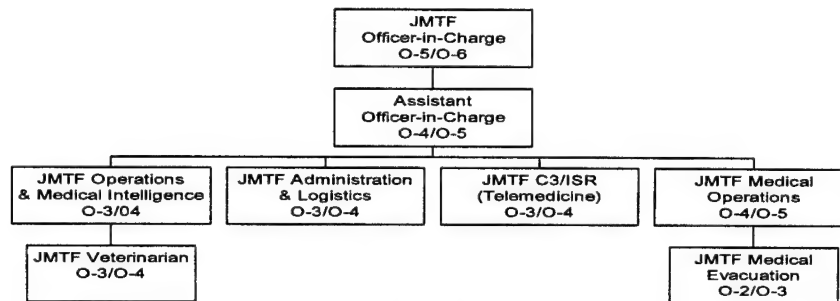 JMTF
Officer-in-Charge
O-5/O-6
Assistant
Officer-in-Charge
O-4/O-5
JMTF Operations
& Medical Intelligence
O-3/04
JMTF Administration
& Logistics
O-3/O-4
JMTF C3/ISR
(Telemedicine)
O-3/O-4
JMTF Medical
Operations
O-4/O-5
JMTF Veterinarian
O-3/O-4
JMTF Medical
Evacuation
O-2/O-3